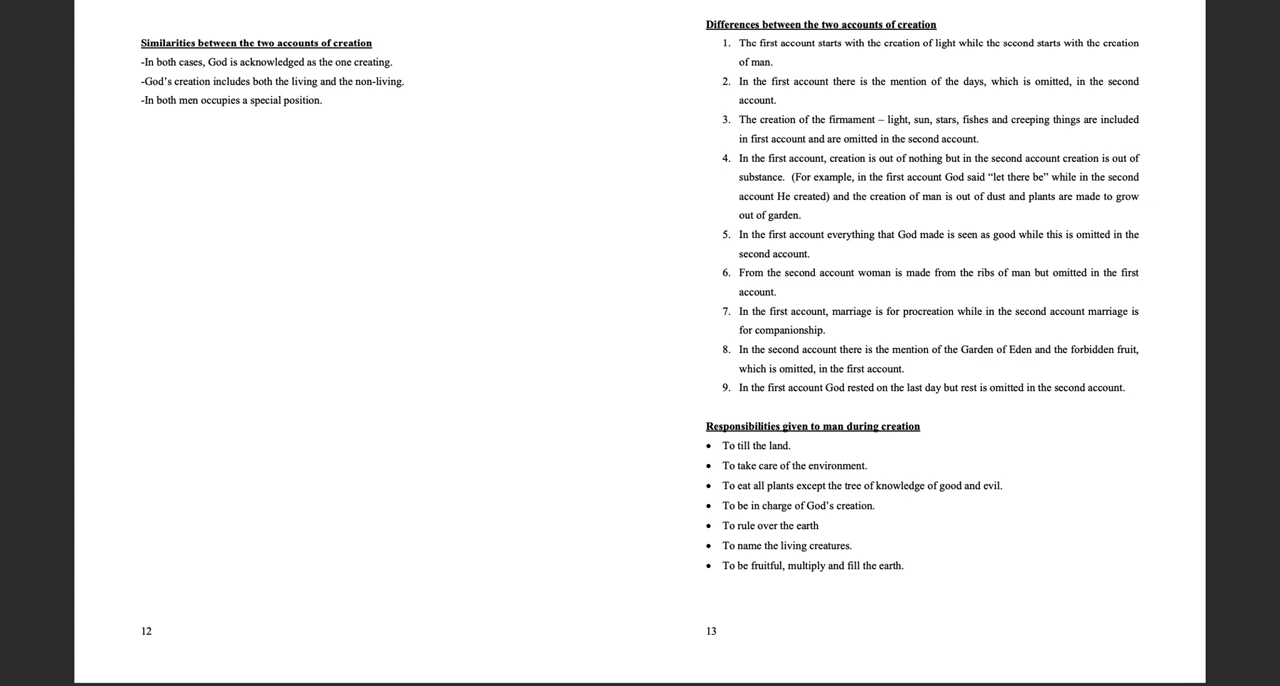 Similarities between the two accounts of creation
-In both cases, God is acknowledged as the one creating.
-God's creation includes both the living and the non-living.
-In both men occupies a special position.
12
Differences between the two accounts of creation
1. The first account starts with the creation of light while the second starts with the creation
of man.
2. In the first account there is the mention of the days, which is omitted, in the second
account.
3. The creation of the firmament – light, sun, stars, fishes and creeping things are included
in first account and are omitted in the second account.
4. In the first account, creation is out of nothing but in the second account creation is out of
substance. (For example, in the first account God said “let there be” while in the second
account He created) and the creation of man is out of dust and plants are made to grow
out of garden.
5. In the first account everything that God made is seen as good while this is omitted in the
second account.
6. From the second account woman is made from the ribs of man but omitted in the first
account.
7. In the first account, marriage is for procreation while in the second account marriage is
for companionship.
8. In the second account there is the mention of the Garden of Eden and the forbidden fruit,
which is omitted, in the first account.
9. In the first account God rested on the last day but rest is omitted in the second account.
Responsibilities given to man during creation
• To till the land.
• To take care of the environment.
• To eat all plants except the tree of knowledge of good and evil.
• To be in charge of God's creation.
• To rule over the earth
• To name the living creatures.
• To be fruitful, multiply and fill the earth.
13